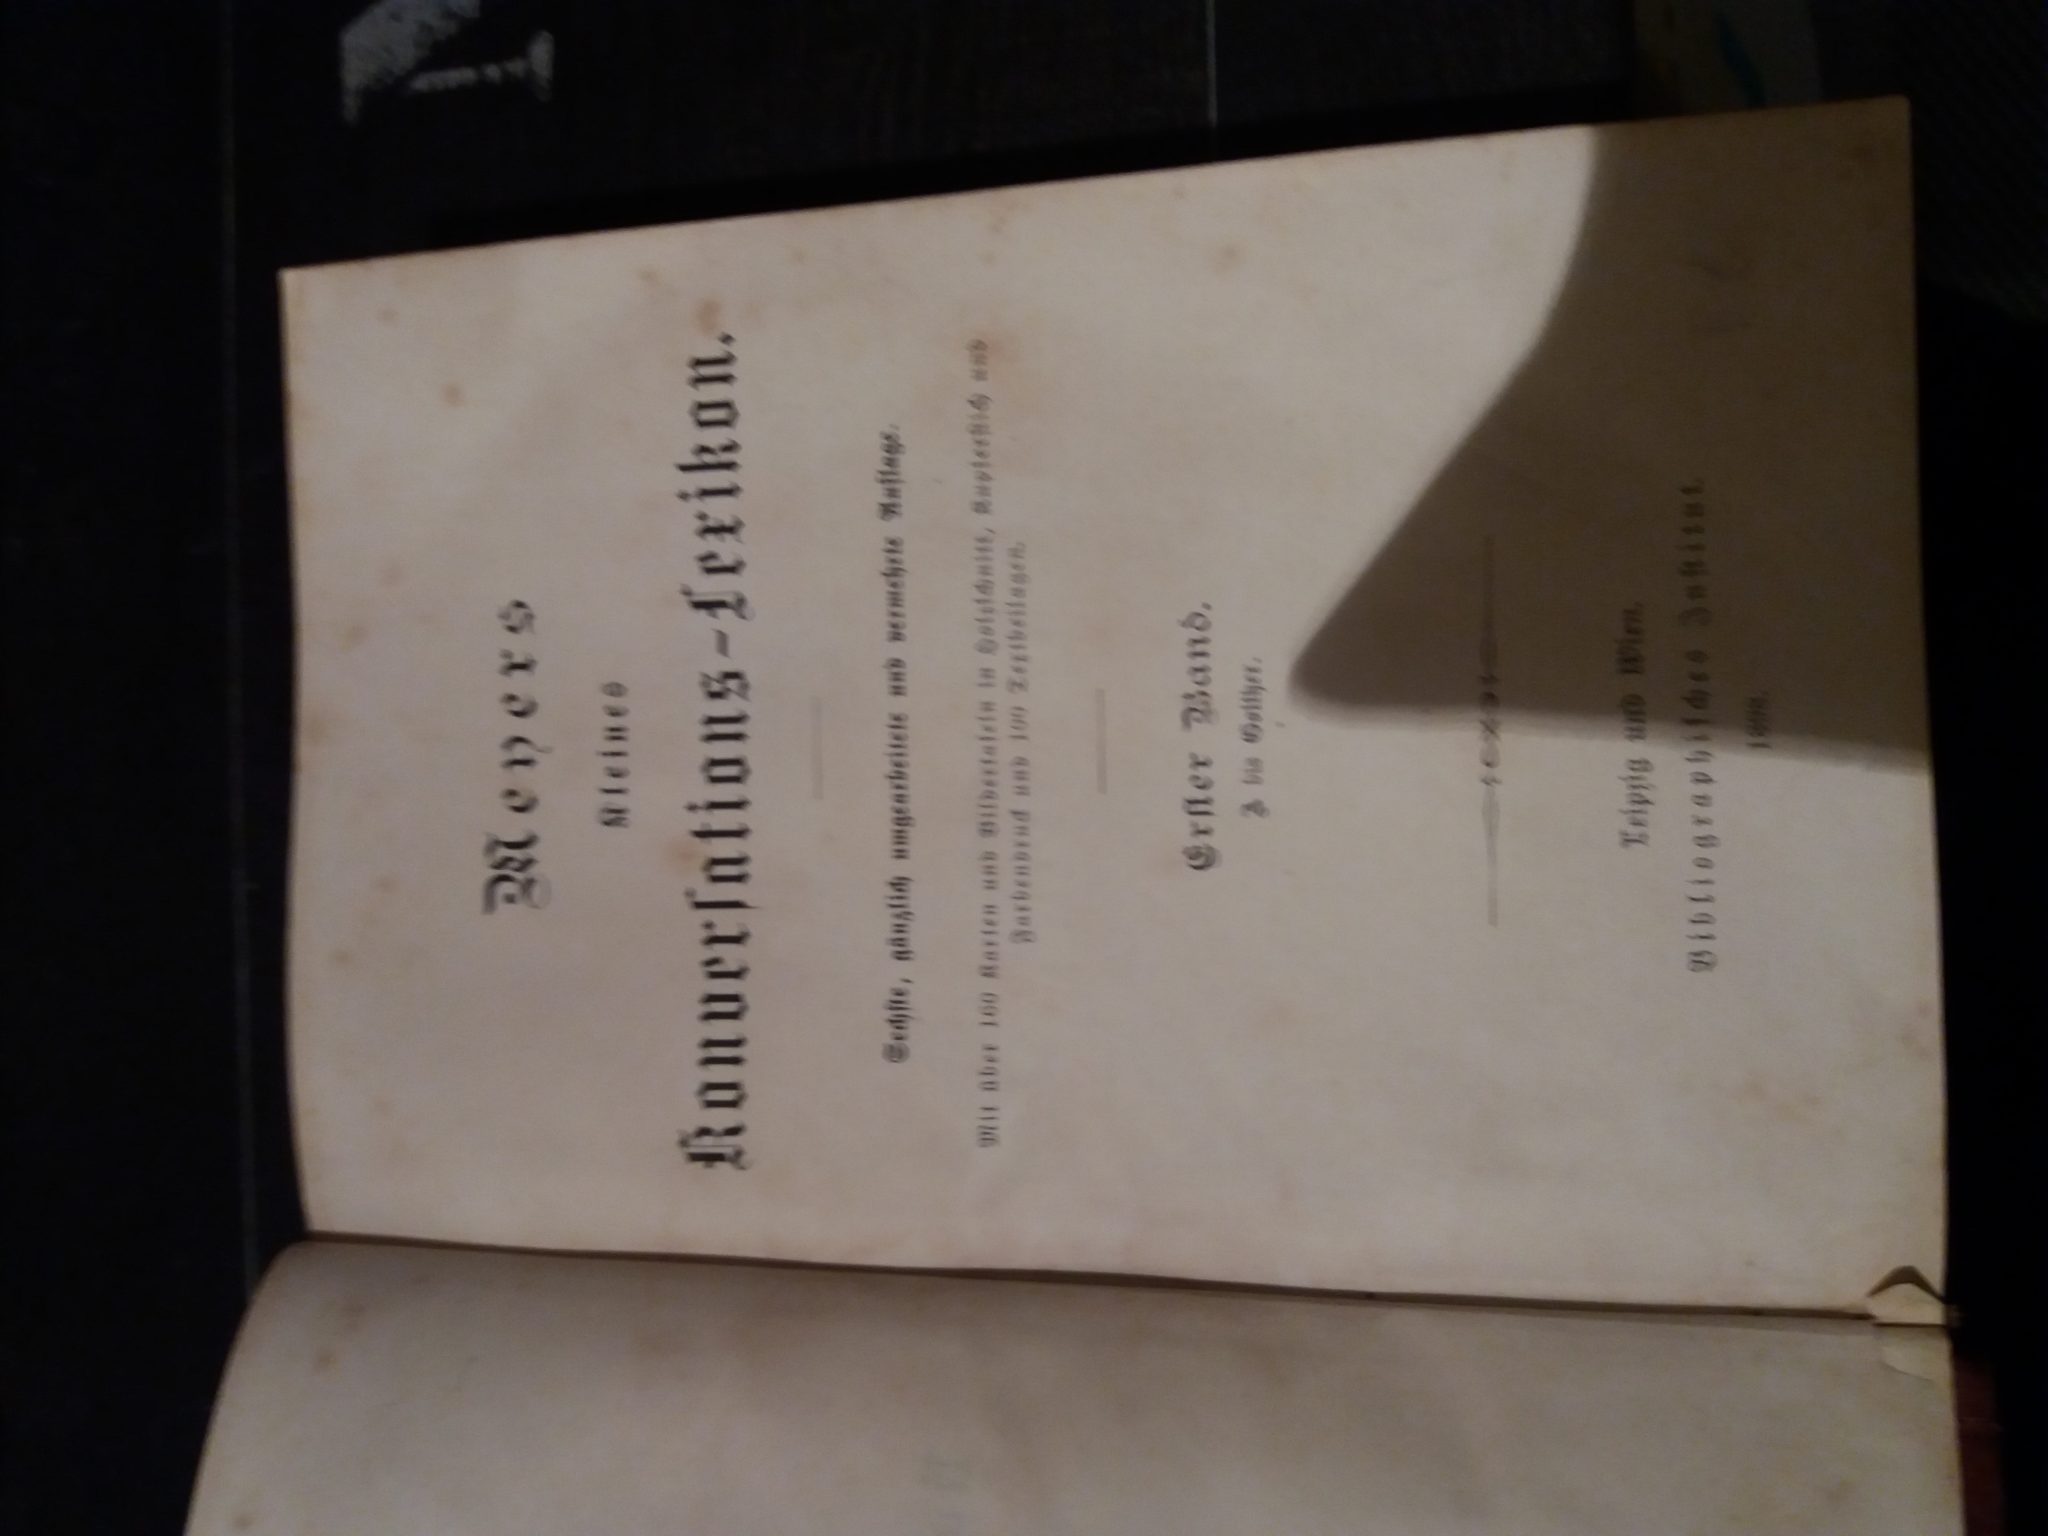 Meyers
Kleines
Konversations-Lexikon.
Sechste, gänzlich umgearbeitete und vermehrte Auflage.
Mit über 160 Karten und Bildertafeln in Holzschnitt, Kupferstich und
Farbendruck und 100 Textbeilagen.
Erster Band.
A bis
Leipzig und Wien.
Bibliographisches Institut.